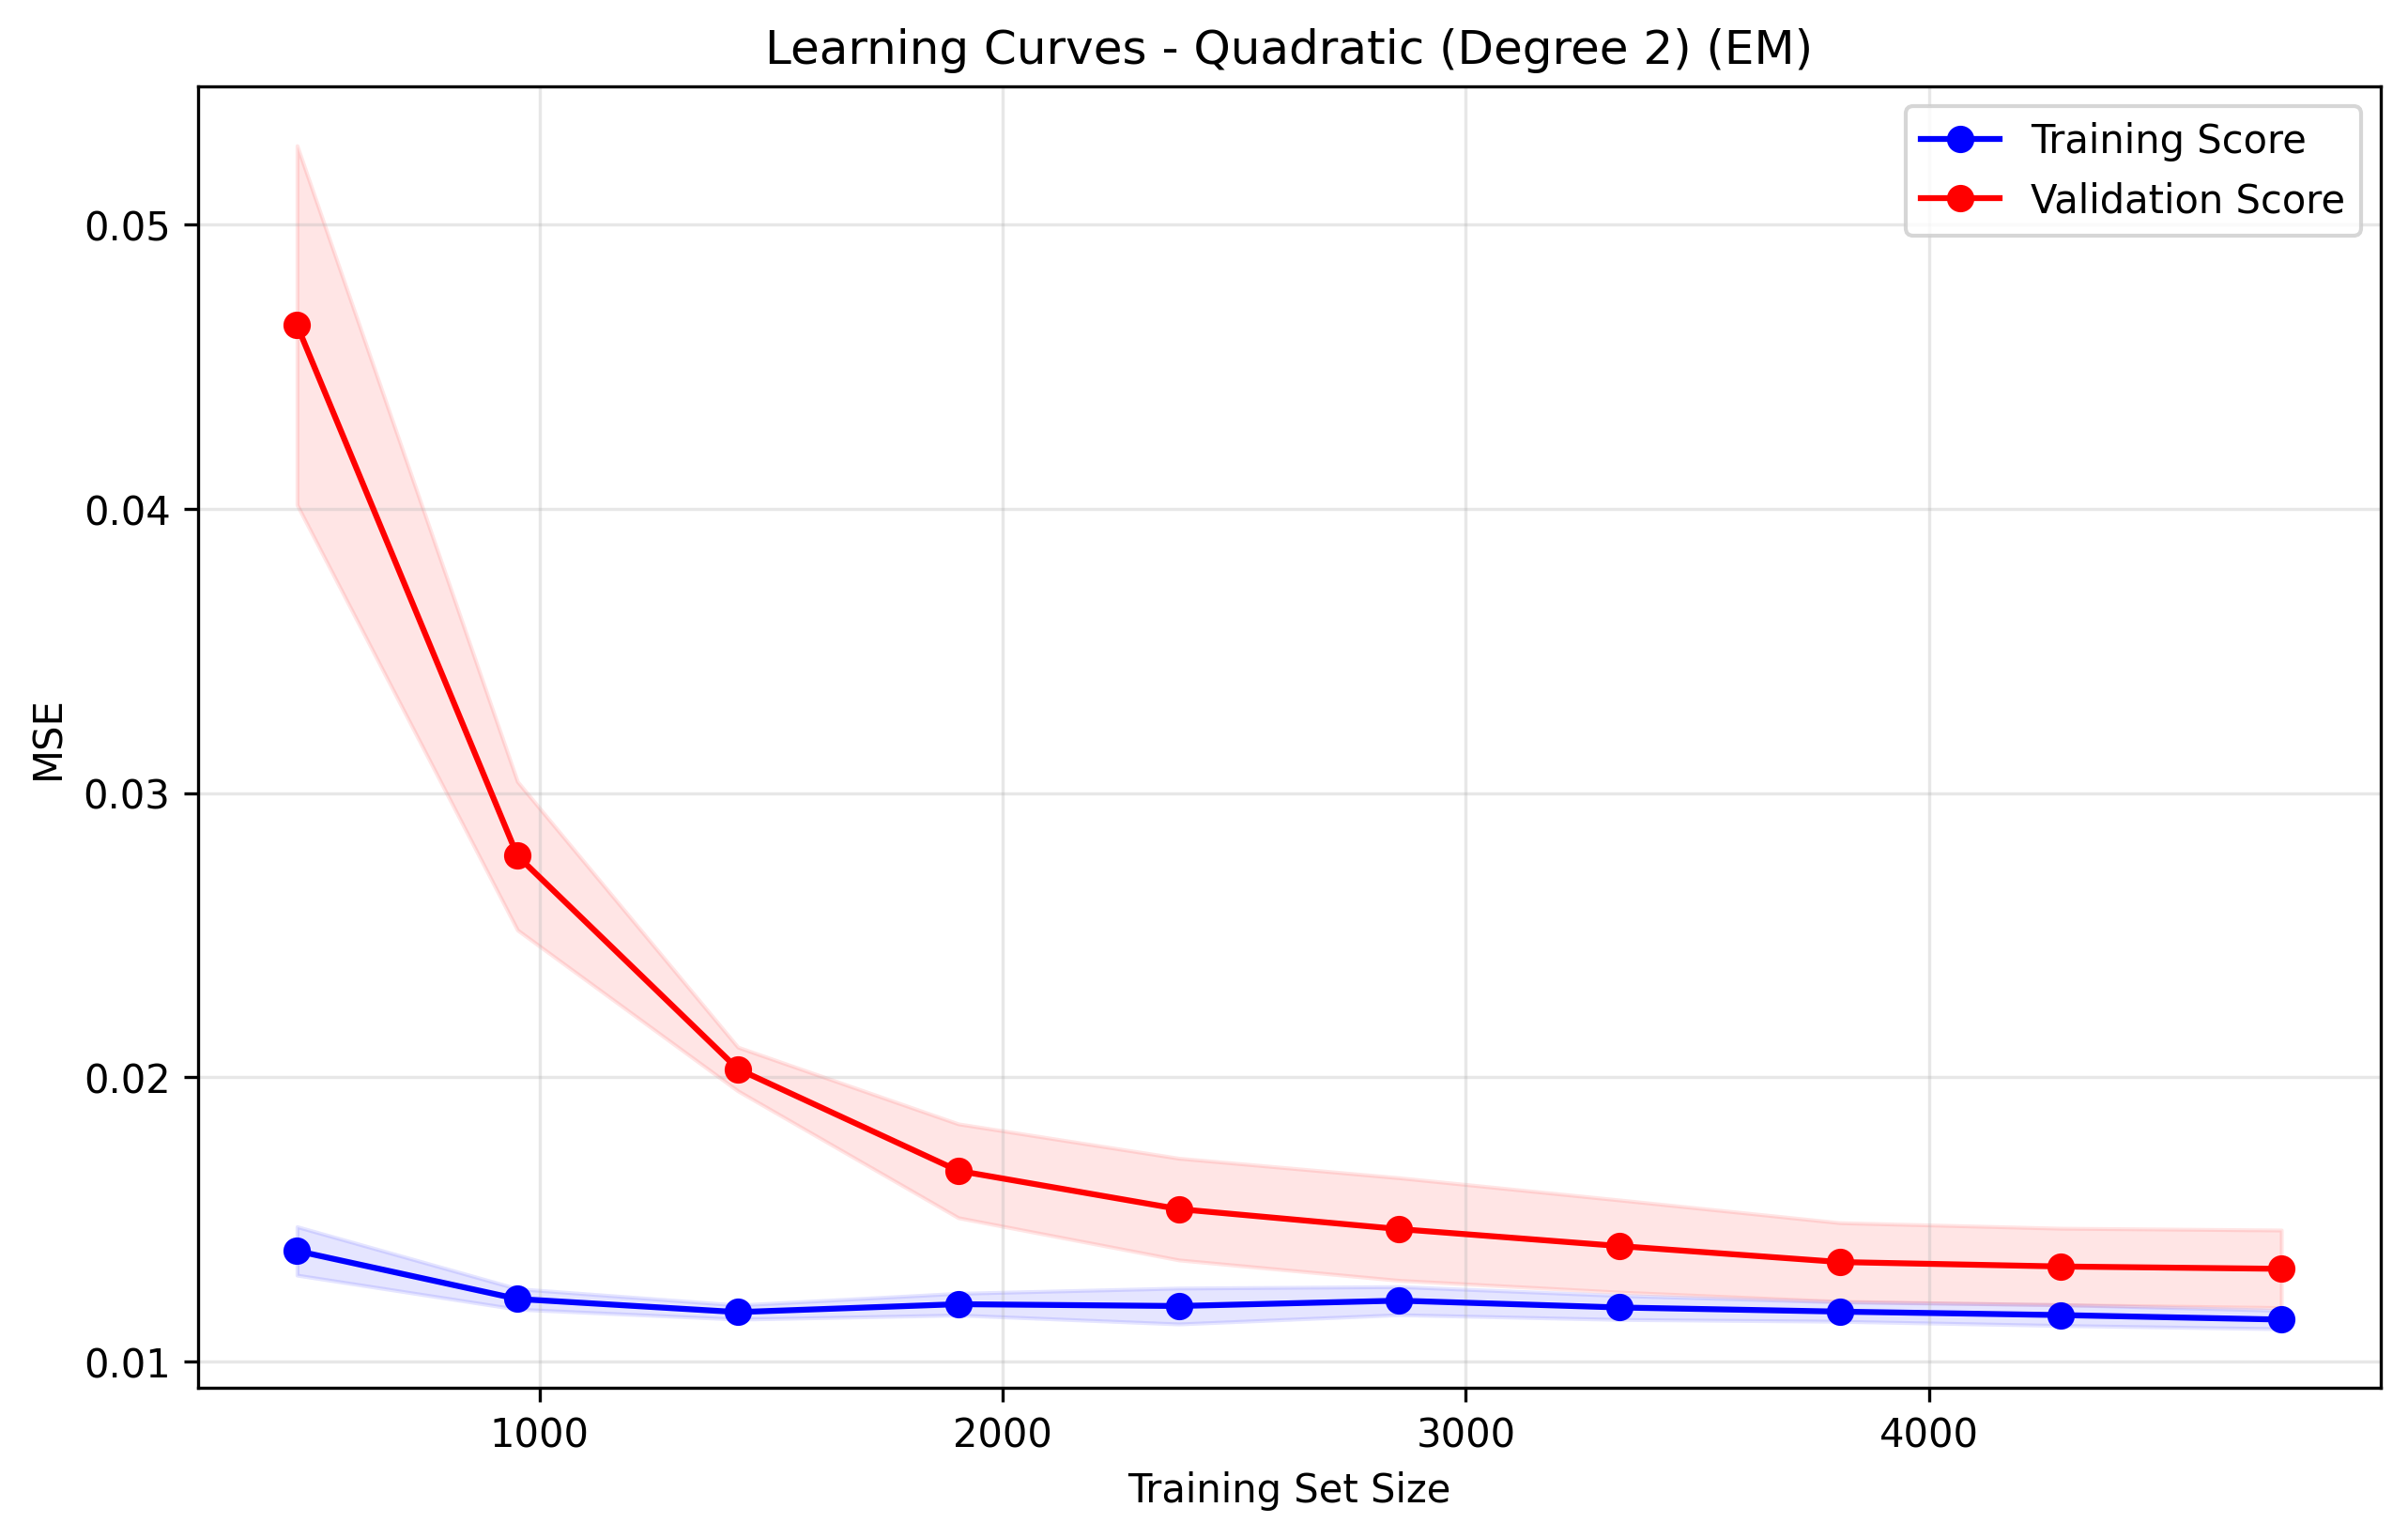 Learning Curves - Quadratic (Degree 2) (EM)
Training Score
Validation Score
0.05
0.04
0.03
0.02
0.01
MSE
1000
2000
3000
4000
Training Set Size